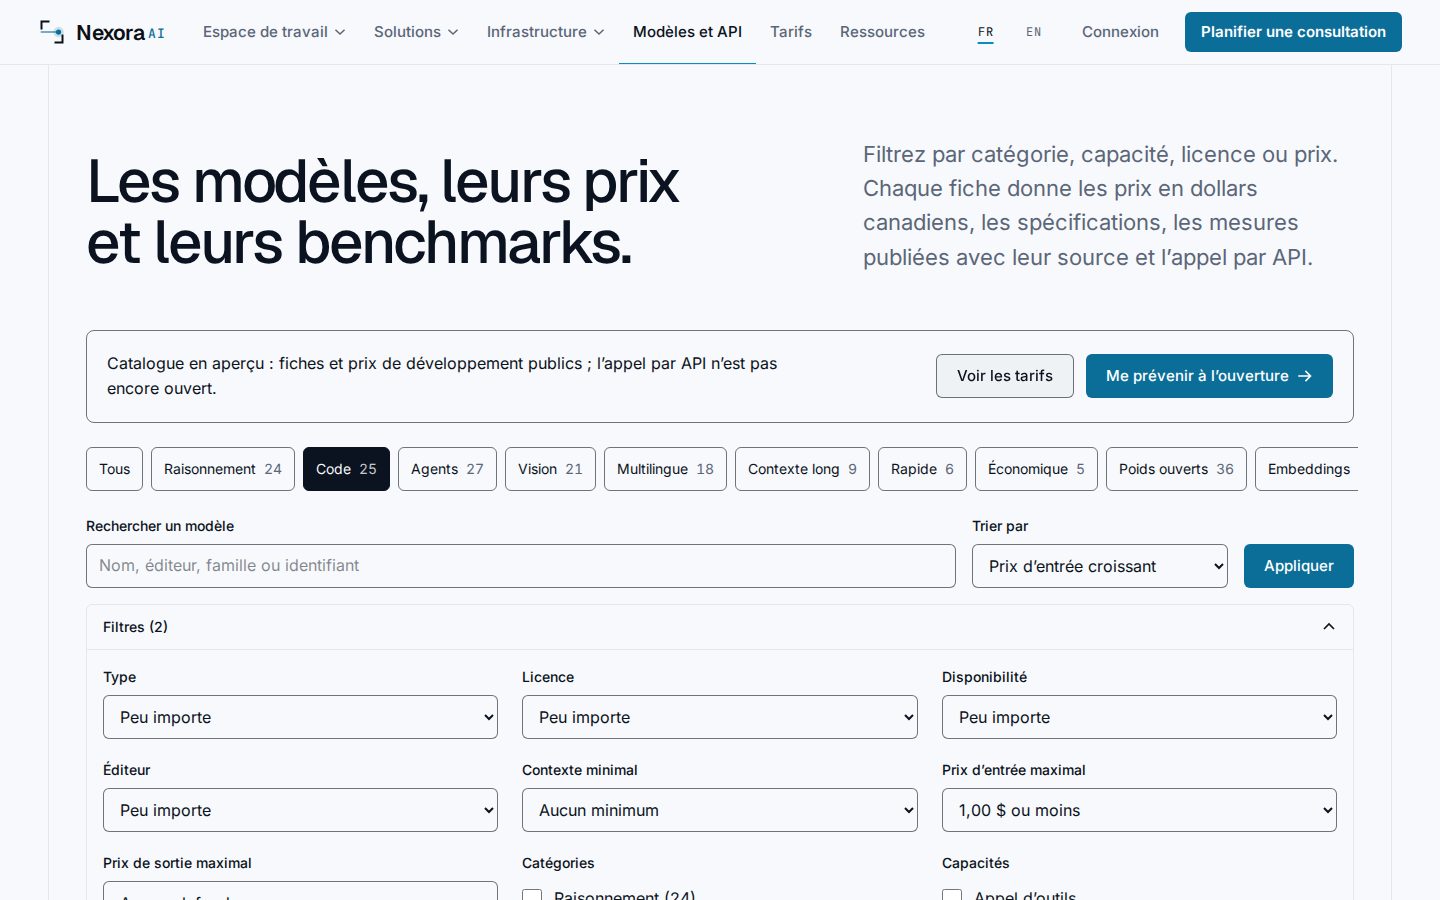 Nexora AI
Espace de travail
Solutions
Infrastructure
Modèles et API
Tarifs
Ressources
FR
EN
Connexion
Planifier une consultation
Les modèles, leurs prix
et leurs benchmarks.
Filtrez par catégorie, capacité, licence ou prix.
Chaque fiche donne les prix en dollars
canadiens, les spécifications, les mesures
publiées avec leur source et l’appel par API.
Catalogue en aperçu : fiches et prix de développement publics ; l’appel par API n’est pas
encore ouvert.
Voir les tarifs
Me prévenir à l’ouverture →
Tous
Raisonnement 24
Code 25
Agents 27
Vision 21
Multilingue 18
Contexte long 9
Rapide 6
Économique 5
Poids ouverts 36
Embeddings
Rechercher un modèle
Nom, éditeur, famille ou identifiant
Trier par
Prix d’entrée croissant
Appliquer
Filtres (2)
Type
Peu importe
Licence
Peu importe
Disponibilité
Peu importe
Éditeur
Peu importe
Contexte minimal
Aucun minimum
Prix d’entrée maximal
1,00 $ ou moins
Prix de sortie maximal
Catégories
Raisonnement (24)
Capacités
Appel d’outils